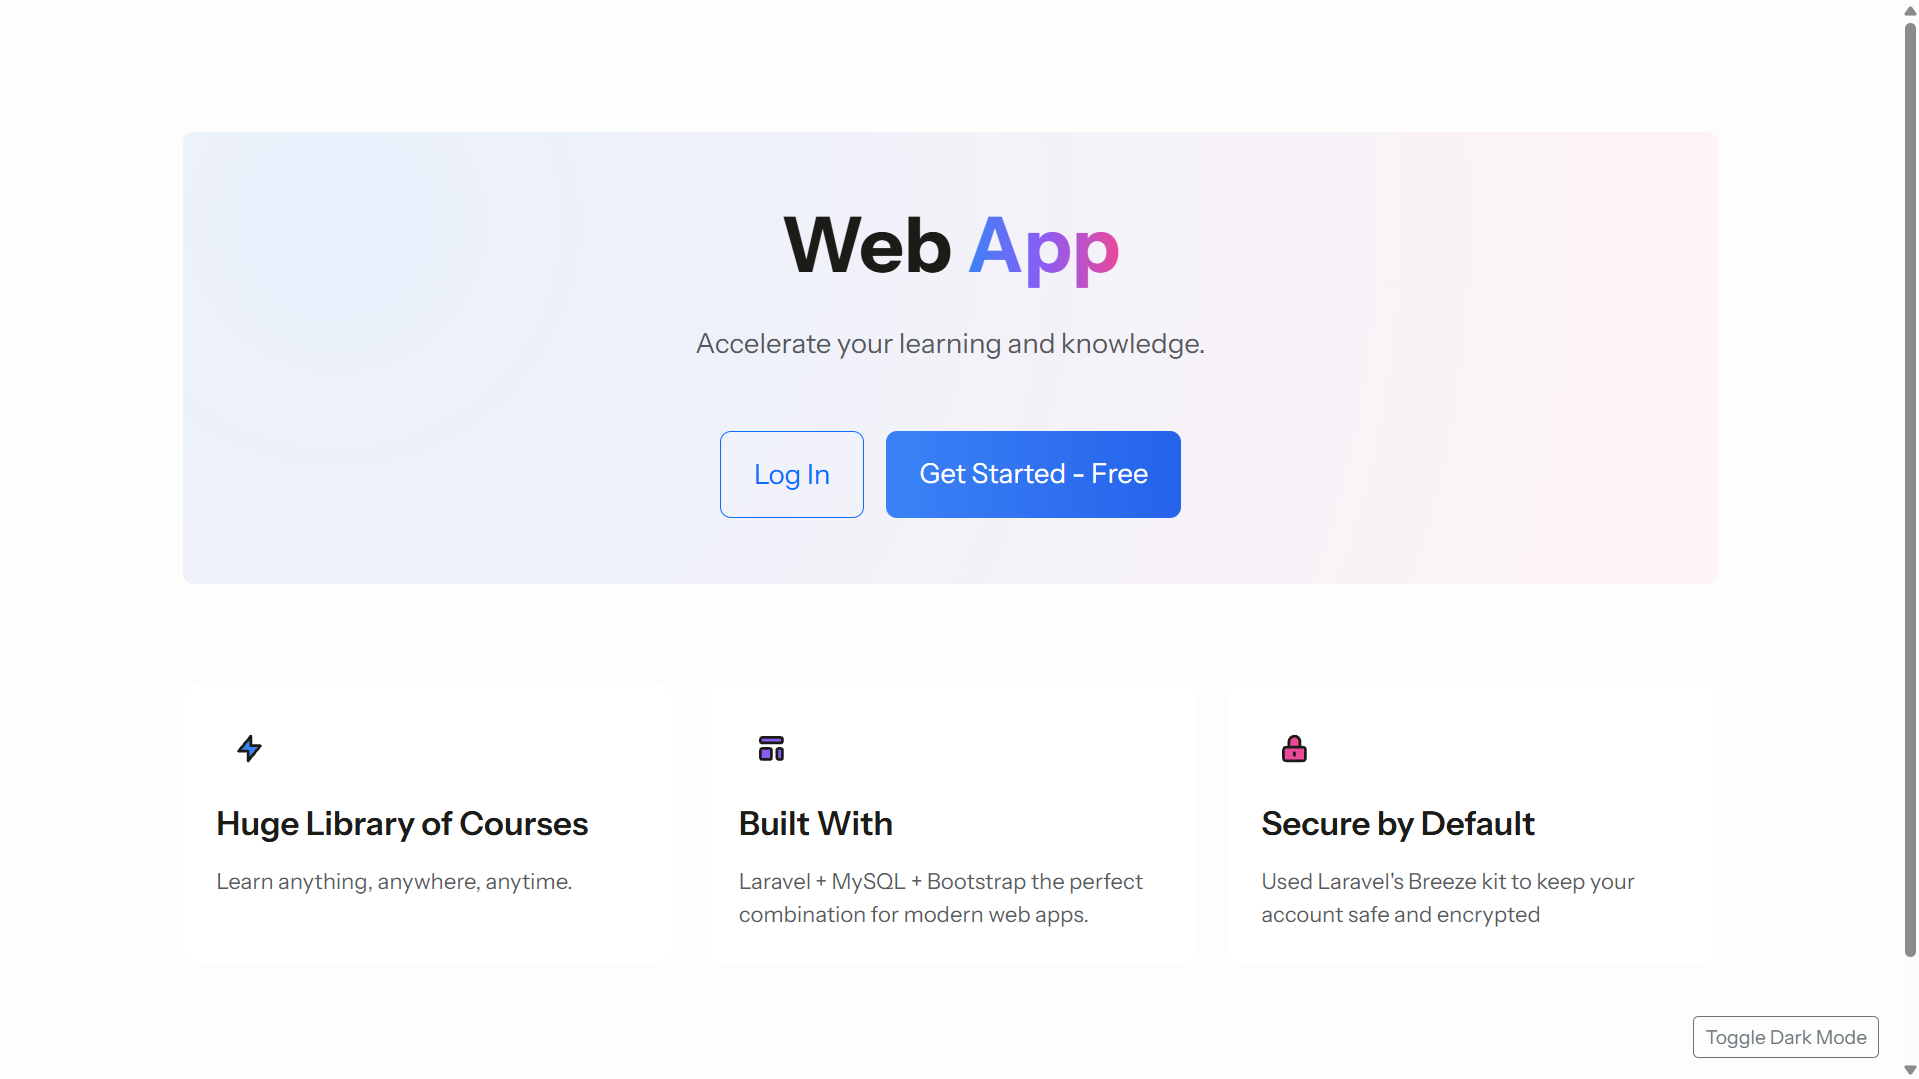 Web App
Accelerate your learning and knowledge.
Log In
Get Started - Free
Huge Library of Courses
Learn anything, anywhere, anytime.
Built With
Laravel + MySQL + Bootstrap the perfect
combination for modern web apps.
Secure by Default
Used Laravel's Breeze kit to keep your
account safe and encrypted
Toggle Dark Mode